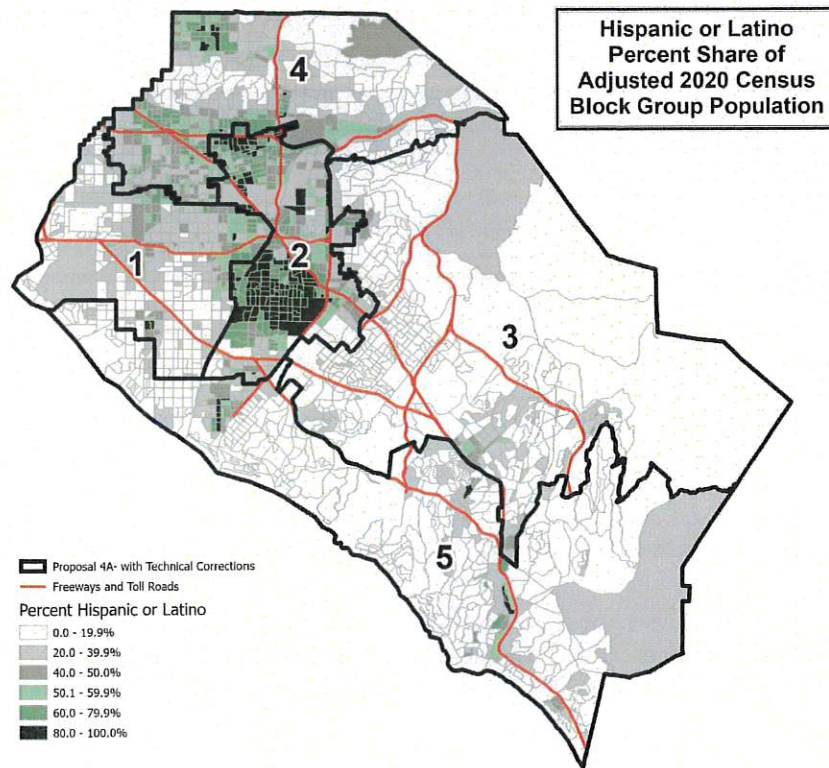 Hispanic or Latino
Percent Share of
Adjusted 2020 Census
Block Group Population
4
1
2
3
5
Proposal 4A- with Technical Corrections
Freeways and Toll Roads
Percent Hispanic or Latino
0.0 - 19.9%
20.0 - 39.9%
40.0 - 50.0%
50.1 - 59.9%
60.0 - 79.9%
80.0 - 100.0%